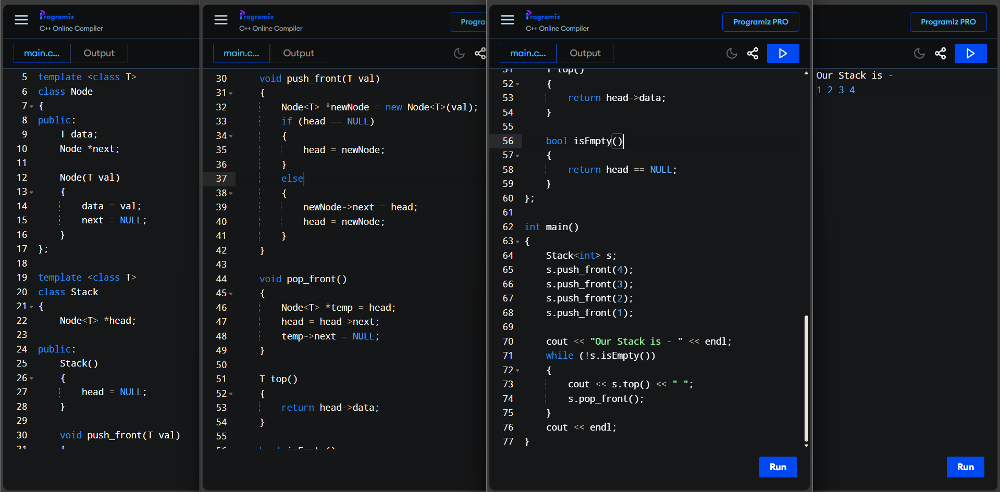 Programiz
C++ Online Compiler
main.c...
Output
5 template <class T>
6 class Node
7 {
8 public:
9     T data;
10     Node *next;
11
12     Node(T val)
13     {
14         data = val;
15         next = NULL;
16     }
17 };
18
19 template <class T>
20 class Stack
21 {
22     Node<T> *head;
23
24 public:
25     Stack()
26     {
27         head = NULL;
28     }
29
30     void push_front(T val)
31     {
Programiz
C++ Online Compiler
Progra
main.c...
Output
30     void push_front(T val)
31     {
32         Node<T> *newNode = new Node<T>(val);
33         if (head == NULL)
34         {
35             head = newNode;
36         }
37         else
38         {
39             newNode->next = head;
40             head = newNode;
41         }
42     }
43
44     void pop_front()
45     {
46         Node<T> *temp = head;
47         head = head->next;
48         temp->next = NULL;
49     }
50
51     T top()
52     {
53         return head->data;
54     }
55
56     bool isEmpty()
Programiz
C++ Online Compiler
Programiz PRO
main.c...
Output
51     T top()
52     {
53         return head->data;
54     }
55
56     bool isEmpty()
57     {
58         return head == NULL;
59     }
60 };
61
62 int main()
63 {
64     Stack<int> s;
65     s.push_front(4);
66     s.push_front(3);
67     s.push_front(2);
68     s.push_front(1);
69
70     cout << "Our Stack is - " << endl;
71     while (!s.isEmpty())
72     {
73         cout << s.top() << " ";
74         s.pop_front();
75     }
76     cout << endl;
77 }
Run
Programiz PRO
Our Stack is -
1 2 3 4
Run